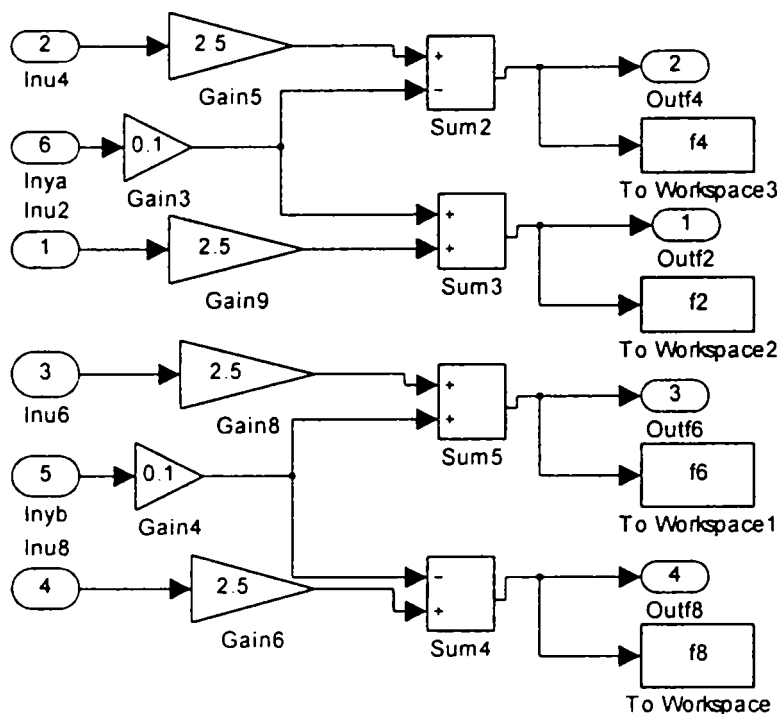 2
2.5
+
-
2
Inu4
Gain5
Sum2
Outf4
6
0.1
f4
Inya
Gain3
To Workspace3
Inu2
1
2.5
+
+
1
Gain9
Sum3
Outf2
f2
To Workspace2
3
2.5
+
+
3
Inu6
Gain8
Sum5
Outf6
5
0.1
f6
Inyb
Gain4
To Workspace1
Inu8
4
2.5
-
+
4
Gain6
Sum4
Outf8
f8
To Workspace